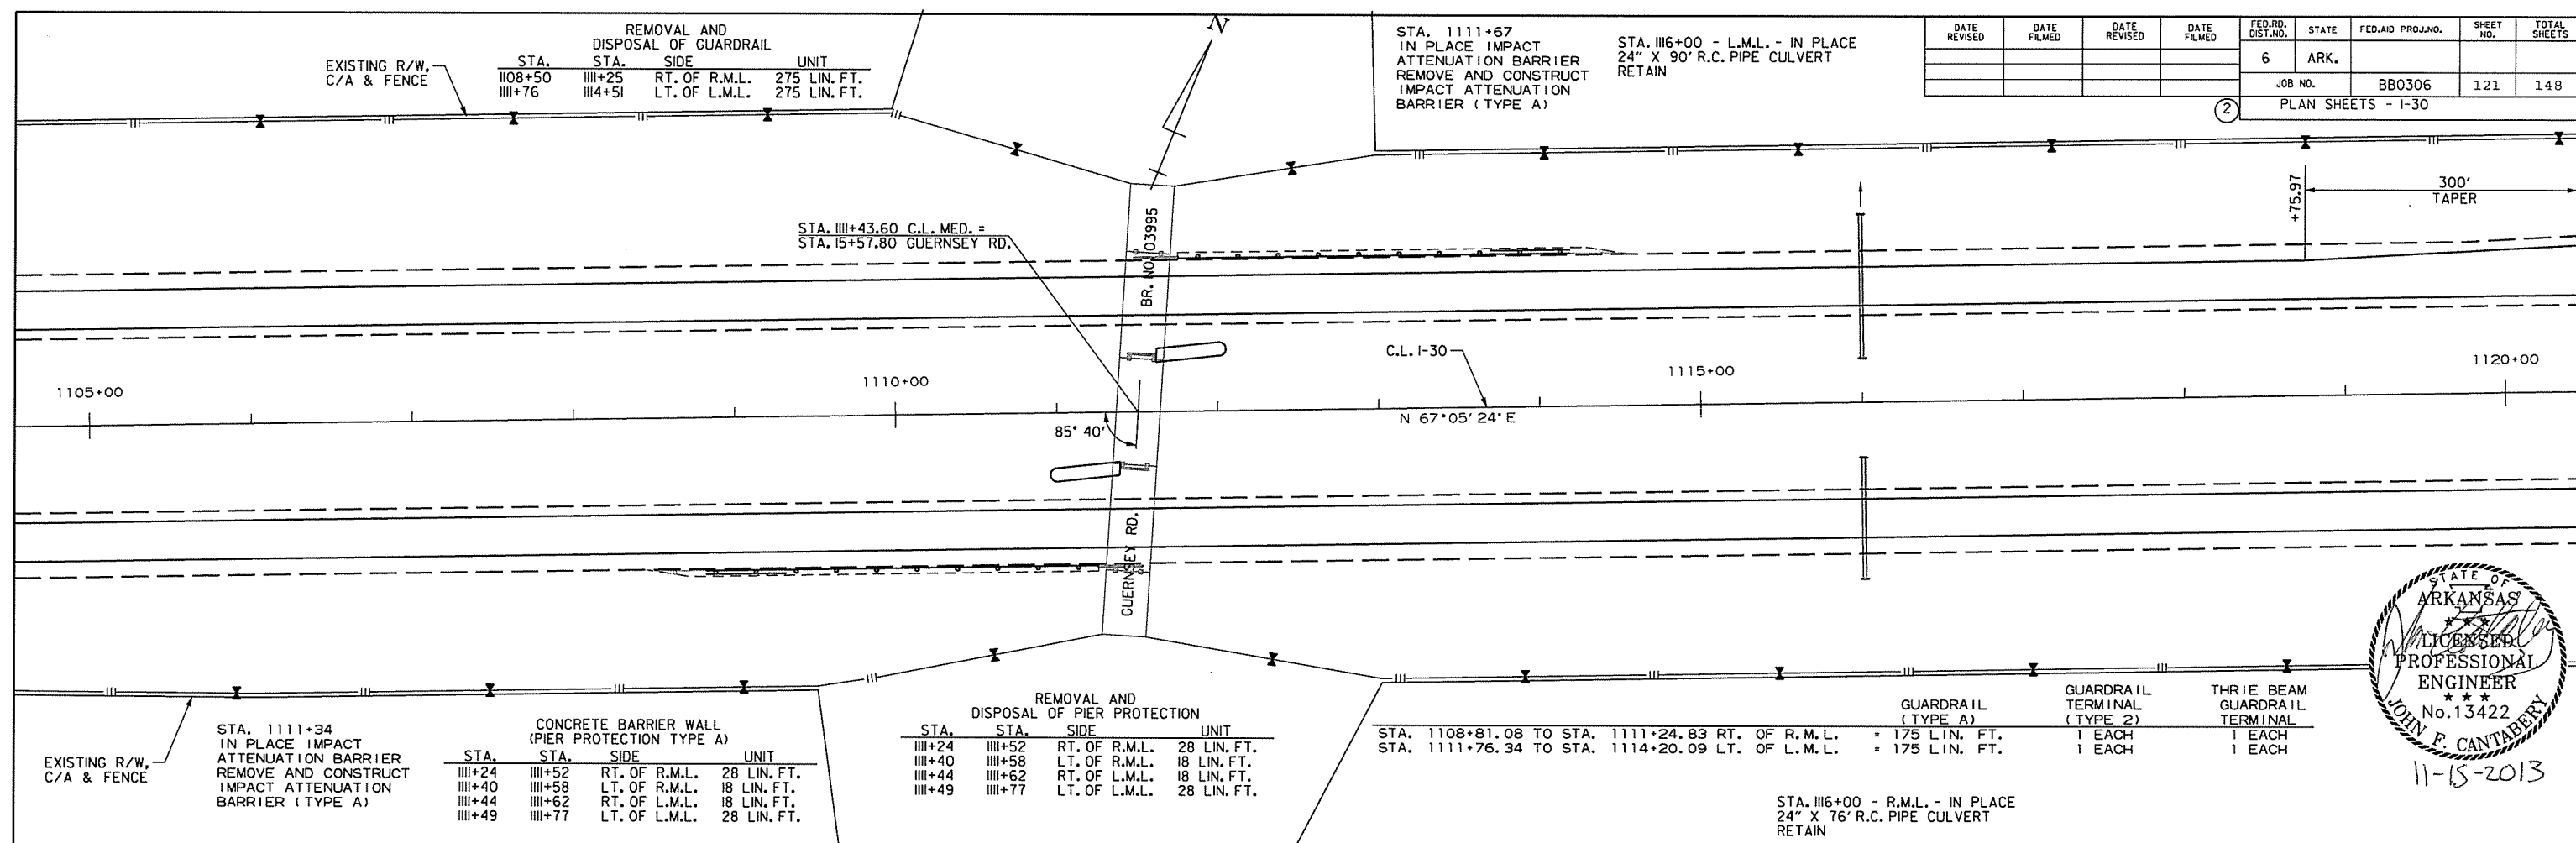 REMOVAL AND
DISPOSAL OF GUARDRAIL
STA. STA. SIDE UNIT
1108+50 1111+25 RT. OF R.M.L. 275 LIN. FT.
1111+76 1114+51 LT. OF L.M.L. 275 LIN. FT.
EXISTING R/W,
C/A & FENCE
N
STA. 1111+67
IN PLACE IMPACT
ATTENUATION BARRIER
REMOVE AND CONSTRUCT
IMPACT ATTENUATION
BARRIER (TYPE A)
STA. 1116+00 - L.M.L. - IN PLACE
24" X 90' R.C. PIPE CULVERT
RETAIN
DATE REVISED DATE FILMED DATE REVISED DATE FILMED FED.RD. DIST.NO. STATE FED.AID PROJ.NO. SHEET NO. TOTAL SHEETS
6 ARK.
JOB NO. BB0306 121 148
2 PLAN SHEETS - I-30
+75.97
300'
TAPER
STA. 1111+43.60 C.L. MED. =
STA. 15+57.80 GUERNSEY RD.
BR. NO. 03995
C.L. I-30
1105+00 1110+00 1115+00 1120+00
N 67°05'24" E
85° 40'
GUERNSEY RD.
EXISTING R/W,
C/A & FENCE
STA. 1111+34
IN PLACE IMPACT
ATTENUATION BARRIER
REMOVE AND CONSTRUCT
IMPACT ATTENUATION
BARRIER (TYPE A)
CONCRETE BARRIER WALL
(PIER PROTECTION TYPE A)
STA. STA. SIDE UNIT
1111+24 1111+52 RT. OF R.M.L. 28 LIN. FT.
1111+40 1111+58 LT. OF R.M.L. 18 LIN. FT.
1111+44 1111+62 RT. OF L.M.L. 18 LIN. FT.
1111+49 1111+77 LT. OF L.M.L. 28 LIN. FT.
REMOVAL AND
DISPOSAL OF PIER PROTECTION
STA. STA. SIDE UNIT
1111+24 1111+52 RT. OF R.M.L. 28 LIN. FT.
1111+40 1111+58 LT. OF R.M.L. 18 LIN. FT.
1111+44 1111+62 RT. OF L.M.L. 18 LIN. FT.
1111+49 1111+77 LT. OF L.M.L. 28 LIN. FT.
GUARDRAIL (TYPE A) GUARDRAIL TERMINAL (TYPE 2) THRIE BEAM GUARDRAIL TERMINAL
STA. 1108+81.08 TO STA. 1111+24.83 RT. OF R.M.L. = 175 LIN. FT. 1 EACH 1 EACH
STA. 1111+76.34 TO STA. 1114+20.09 LT. OF L.M.L. = 175 LIN. FT. 1 EACH 1 EACH
STA. 1116+00 - R.M.L. - IN PLACE
24" X 76' R.C. PIPE CULVERT
RETAIN
STATE OF
ARKANSAS
LICENSED
PROFESSIONAL
ENGINEER
No.13422
JOHN F. CANTABERY
11-15-2013